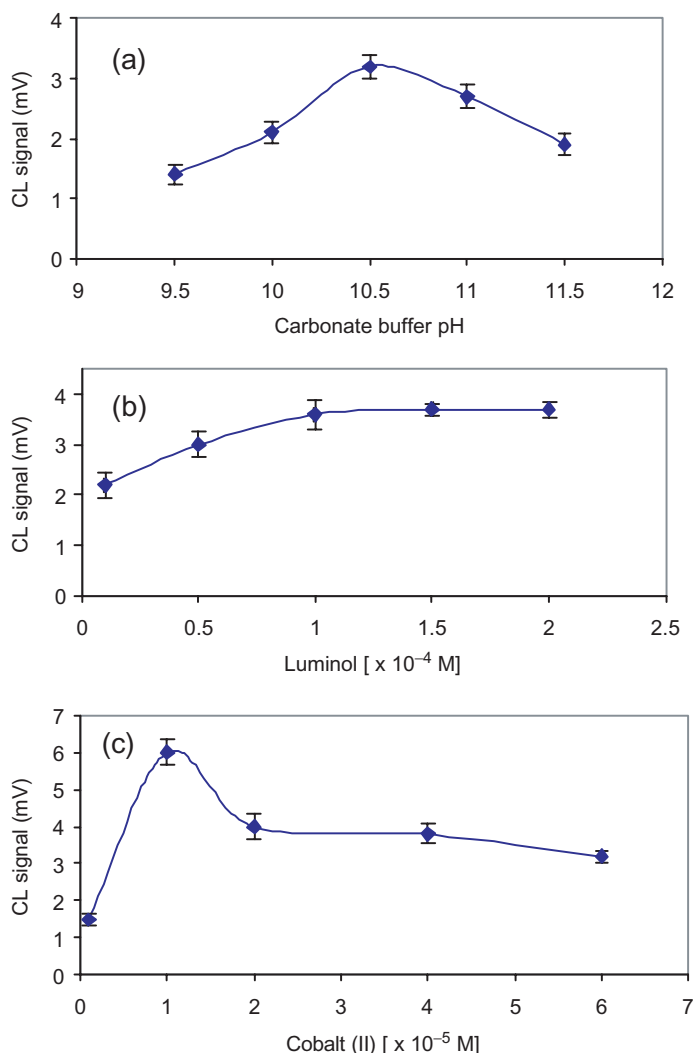 (a)
CL signal (mV)
4
3
2
1
0
9 9.5 10 10.5 11 11.5 12
Carbonate buffer pH
(b)
CL signal (mV)
4
3
2
1
0
0 0.5 1 1.5 2 2.5
Luminol [ x 10⁻⁴ M]
(c)
CL signal (mV)
7
6
5
4
3
2
1
0
0 1 2 3 4 5 6 7
Cobalt (II) [ x 10⁻⁵ M]